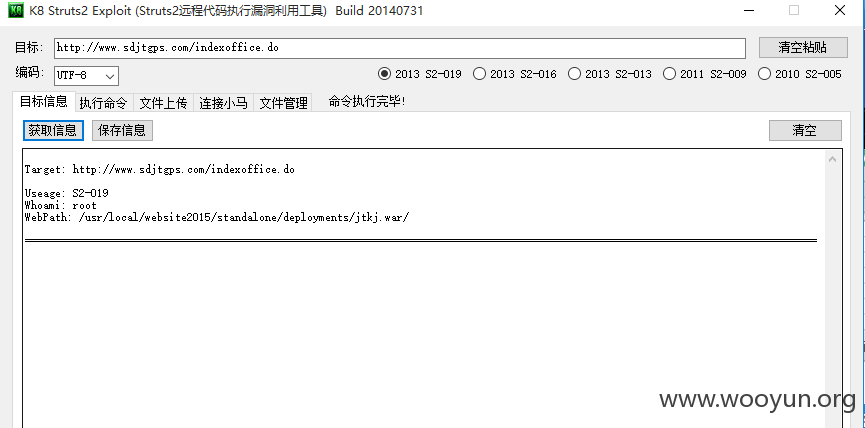 K8 Struts2 Exploit (Struts2远程代码执行漏洞利用工具) Build 20140731
目标: http://www.sdjtgps.com/indexoffice.do 清空粘贴
编码: UTF-8 2013 S2-019 2013 S2-016 2013 S2-013 2011 S2-009 2010 S2-005
目标信息 执行命令 文件上传 连接小马 文件管理 命令执行完毕!
获取信息 保存信息 清空
Target: http://www.sdjtgps.com/indexoffice.do
Useage: S2-019
Whoami: root
WebPath: /usr/local/website2015/standalone/deployments/jtkj.war/
www.wooyun.org